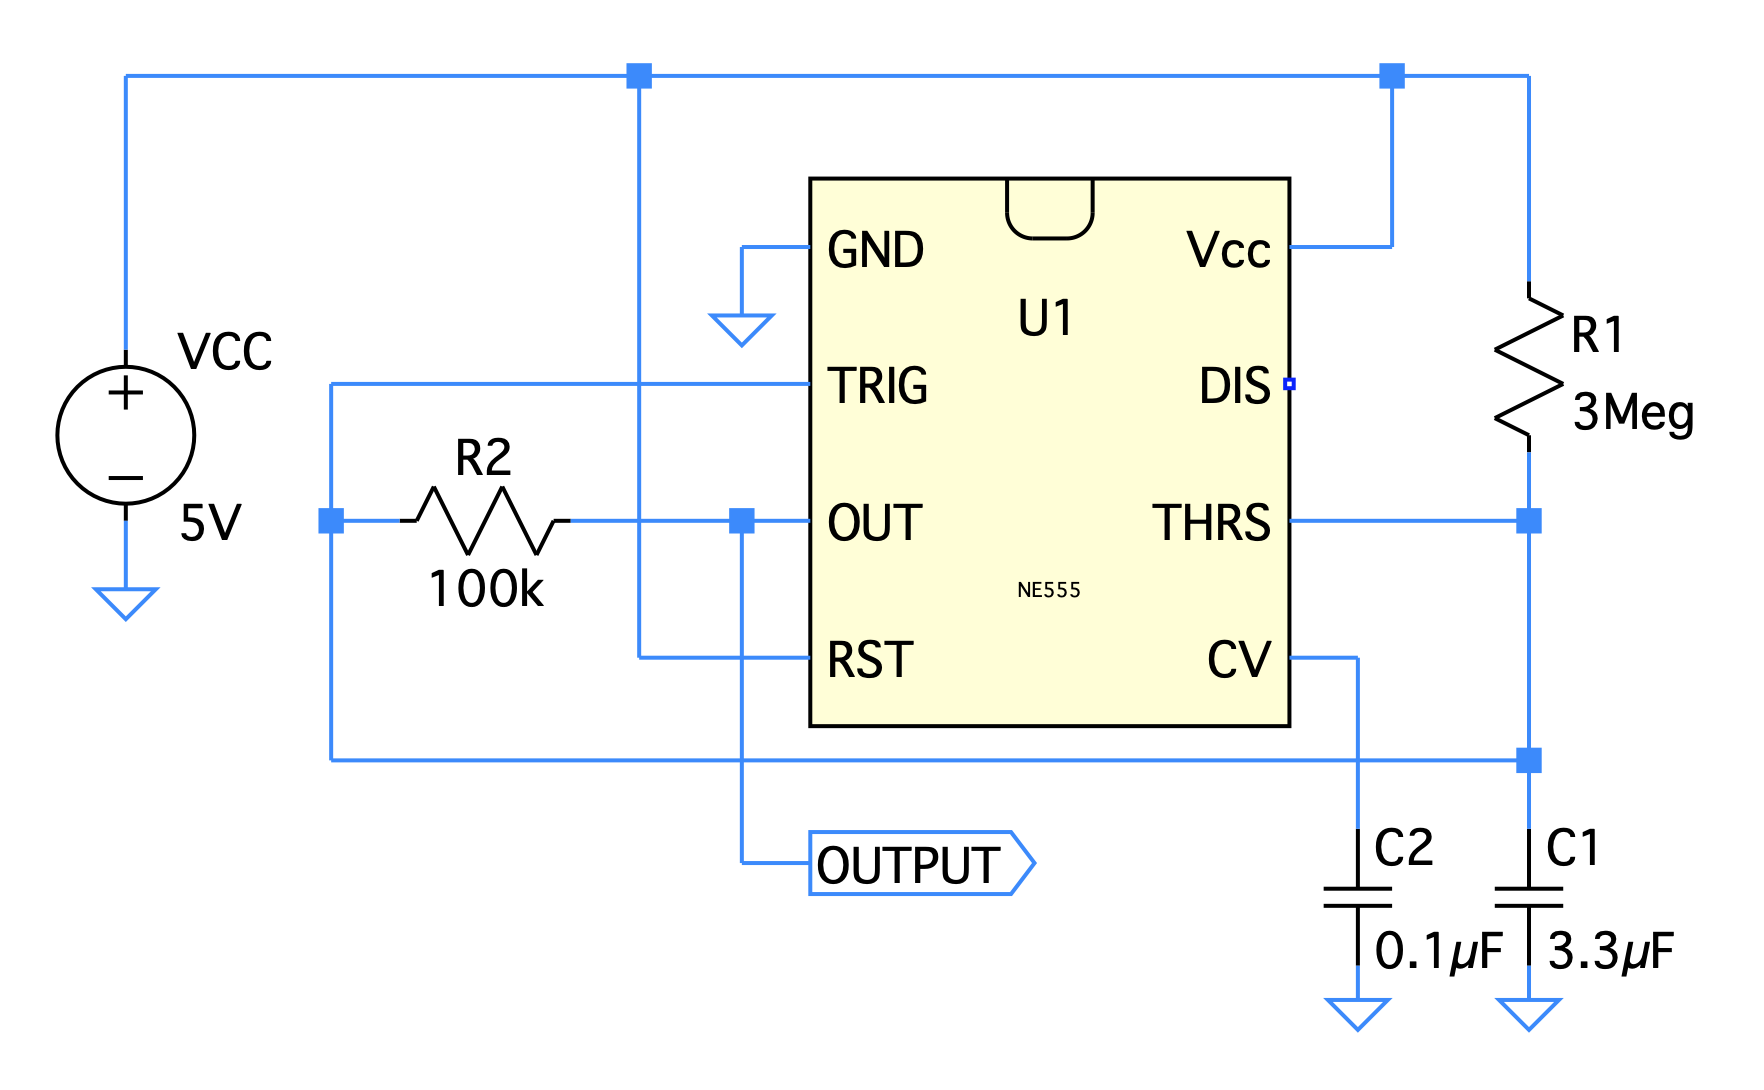 VCC
5V
R2
100k
GND
TRIG
OUT
RST
U1
NE555
Vcc
DIS
THRS
CV
R1
3Meg
OUTPUT
C2
0.1µF
C1
3.3µF